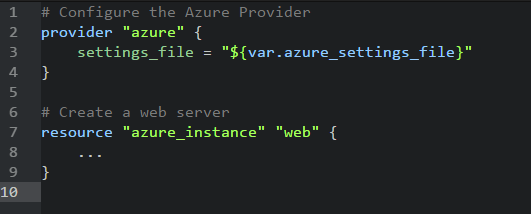 1 # Configure the Azure Provider
2 provider "azure" {
3     settings_file = "${var.azure_settings_file}"
4 }
5
6 # Create a web server
7 resource "azure_instance" "web" {
8     ...
9 }
10